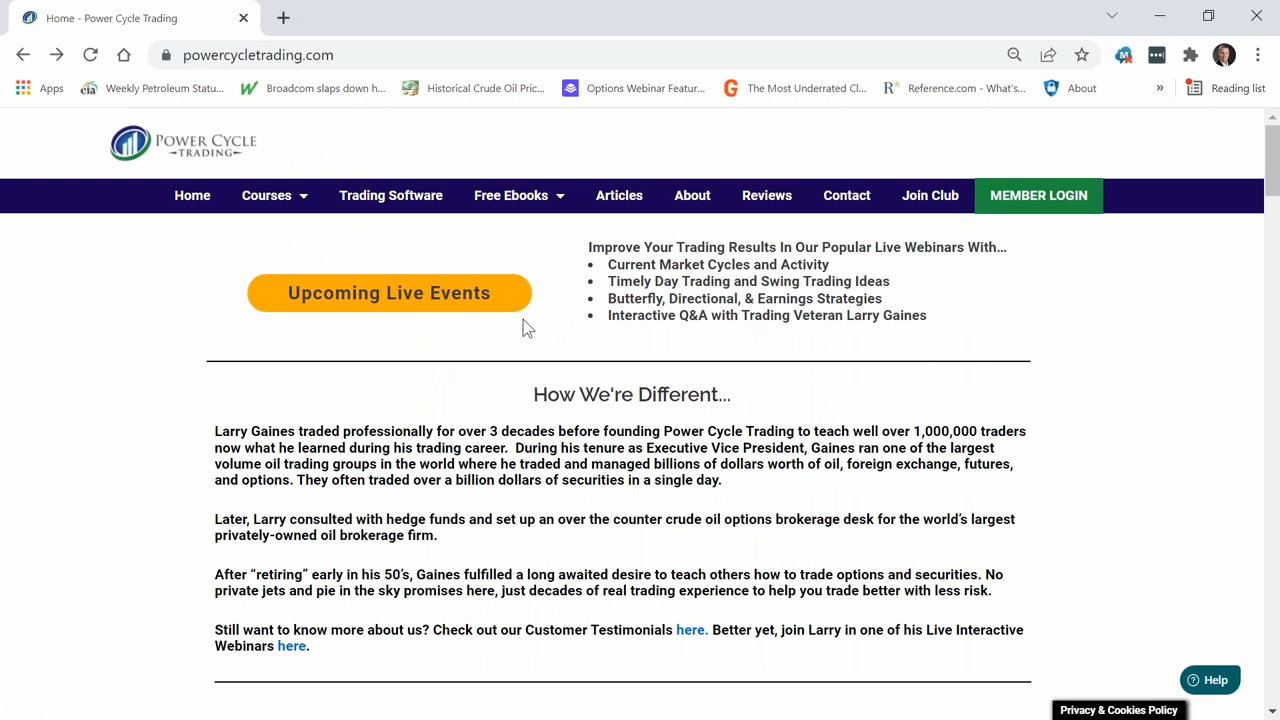 Home - Power Cycle Trading
powercycletrading.com
Apps
Weekly Petroleum Statu...
Broadcom slaps down h...
Historical Crude Oil Pric...
Options Webinar Featur...
The Most Underrated Cl...
Reference.com - What's...
About
»
Reading list
POWER CYCLE
TRADING
Home
Courses
Trading Software
Free Ebooks
Articles
About
Reviews
Contact
Join Club
MEMBER LOGIN
Upcoming Live Events
Improve Your Trading Results In Our Popular Live Webinars With…
• Current Market Cycles and Activity
• Timely Day Trading and Swing Trading Ideas
• Butterfly, Directional, & Earnings Strategies
• Interactive Q&A with Trading Veteran Larry Gaines
How We're Different...
Larry Gaines traded professionally for over 3 decades before founding Power Cycle Trading to teach well over 1,000,000 traders
now what he learned during his trading career. During his tenure as Executive Vice President, Gaines ran one of the largest
volume oil trading groups in the world where he traded and managed billions of dollars worth of oil, foreign exchange, futures,
and options. They often traded over a billion dollars of securities in a single day.
Later, Larry consulted with hedge funds and set up an over the counter crude oil options brokerage desk for the world's largest
privately-owned oil brokerage firm.
After “retiring” early in his 50's, Gaines fulfilled a long awaited desire to teach others how to trade options and securities. No
private jets and pie in the sky promises here, just decades of real trading experience to help you trade better with less risk.
Still want to know more about us? Check out our Customer Testimonials here. Better yet, join Larry in one of his Live Interactive
Webinars here.
Help
Privacy & Cookies Policy